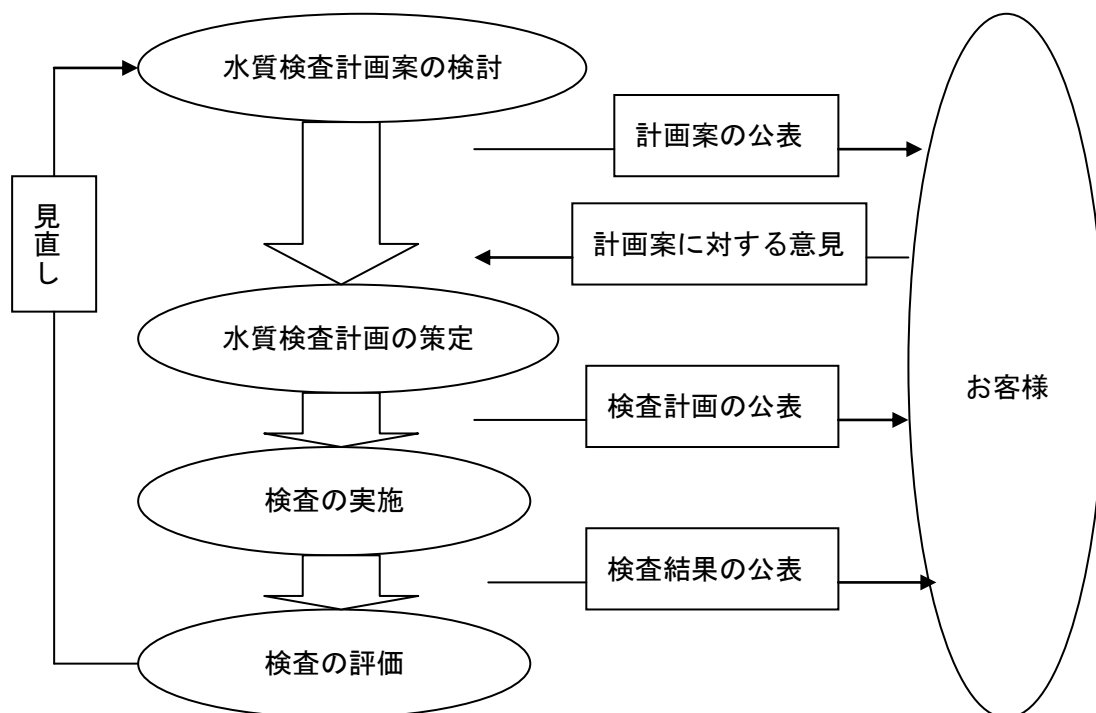 水質検査計画案の検討
計画案の公表
見直し
計画案に対する意見
水質検査計画の策定
お客様
検査計画の公表
検査の実施
検査結果の公表
検査の評価